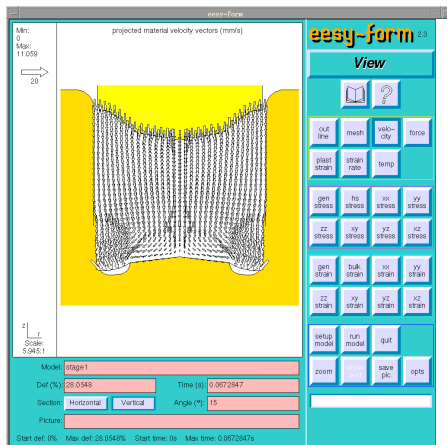 eesy-form
Min:
0
Max:
11.059
20
projected material velocity vectors (mm/s)
z
r
Scale:
5.945:1
eesy-form 2.3
View
?
out line
mesh
velo- city
force
plast strain
strain rate
temp
gen stress
hs stress
xx stress
yy stress
zz stress
xy stress
yz stress
xz stress
gen strain
bulk strain
xx strain
yy strain
zz strain
xy strain
yz strain
xz strain
setup model
run model
quit
zoom
save pic
opts
Model: stage1
Def (%): 28.0548 Time (s): 0.0672847
Section: Horizontal Vertical Angle (°): 15
Picture:
Start def: 0% Max def: 28.0548% Start time: 0s Max time: 0.0672847s